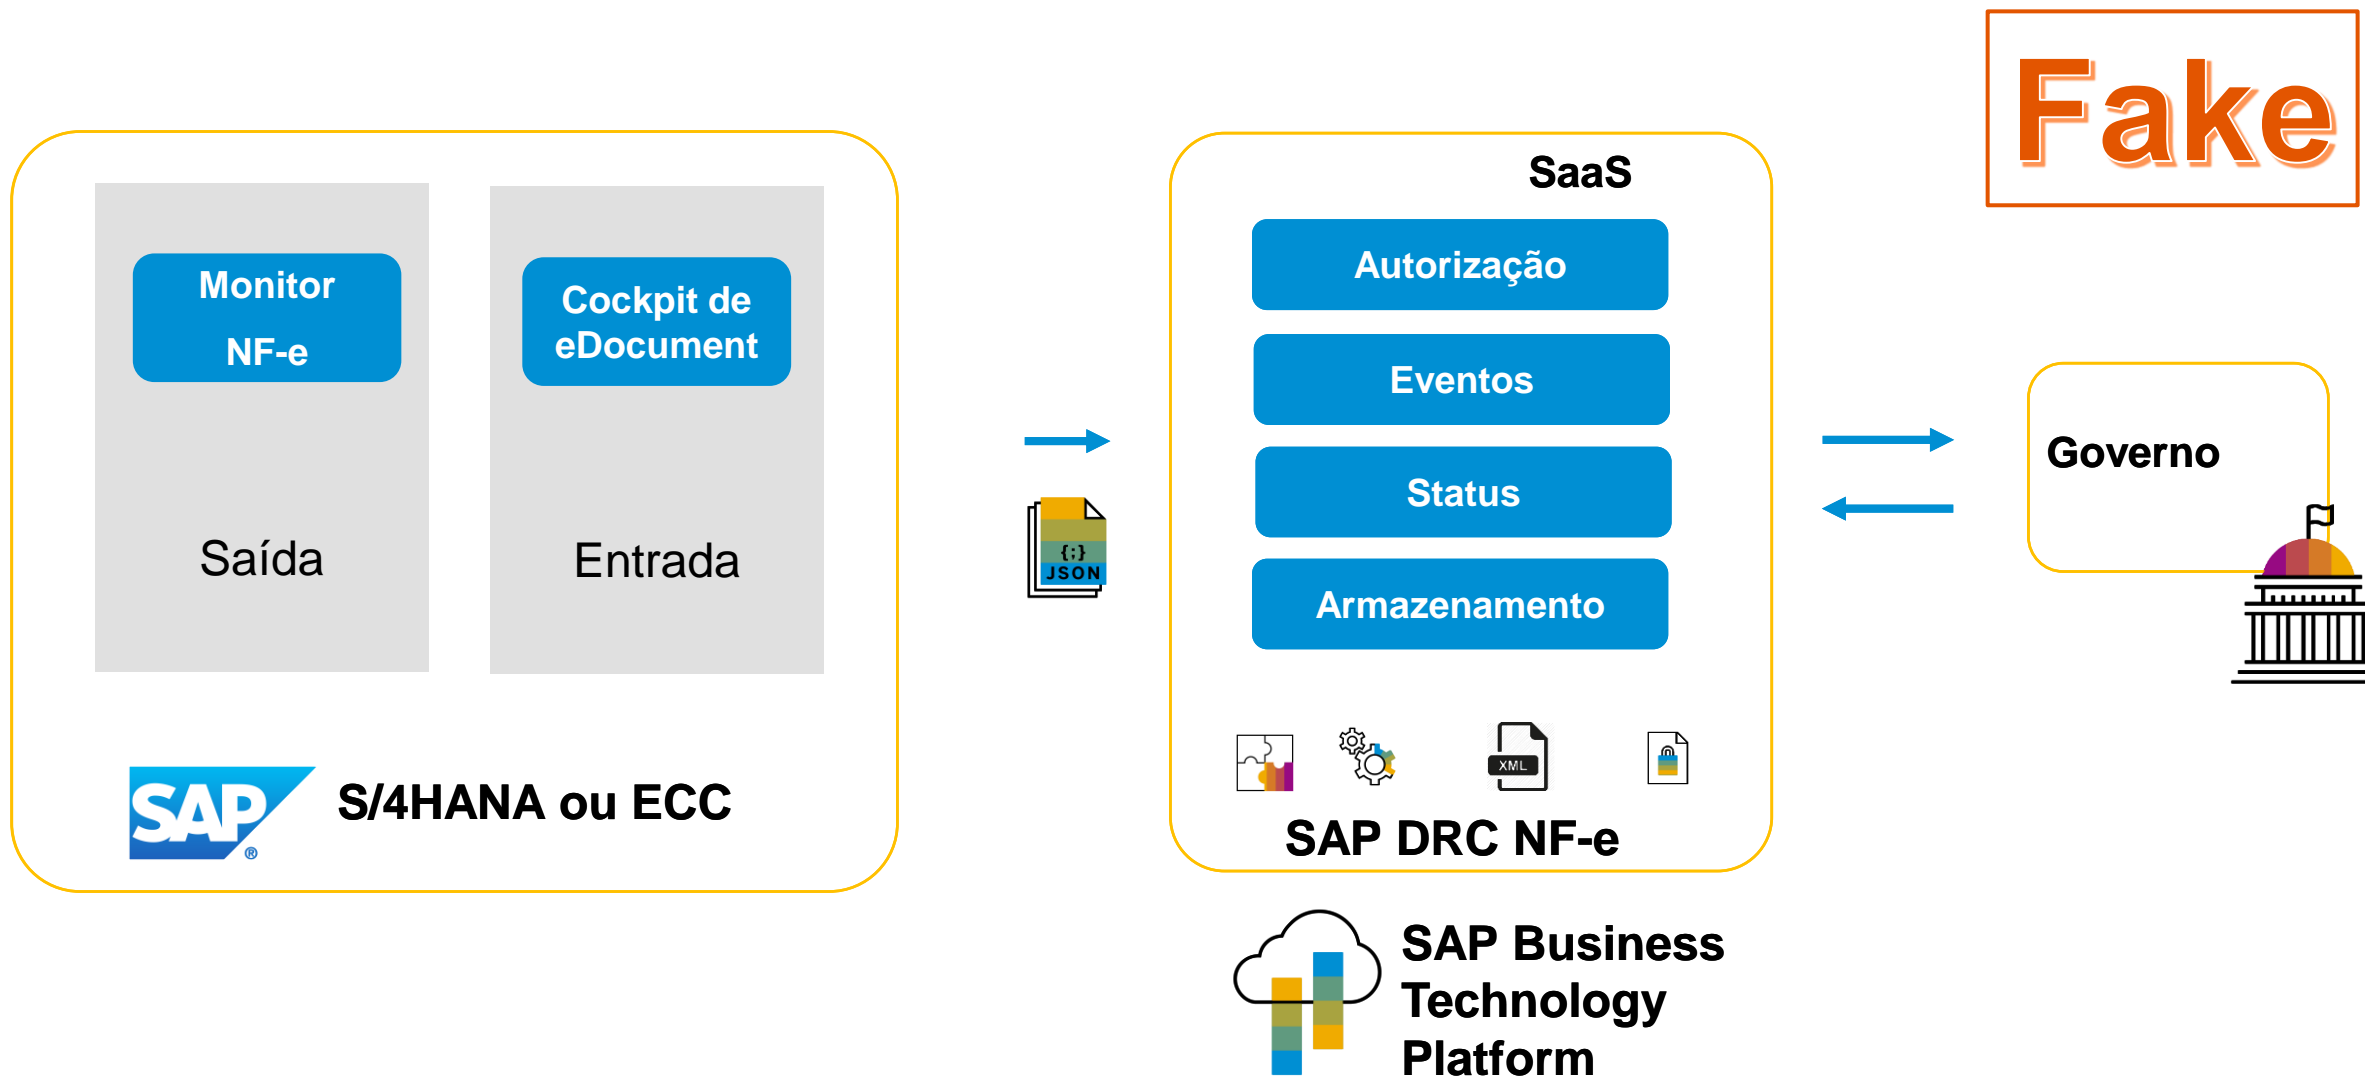 Fake
SaaS
Monitor
NF-e
Cockpit de
eDocument
Saída
Entrada
SAP
®
S/4HANA ou ECC
{;}
JSON
Autorização
Eventos
Status
Armazenamento
XML
SAP DRC NF-e
SAP Business
Technology
Platform
Governo